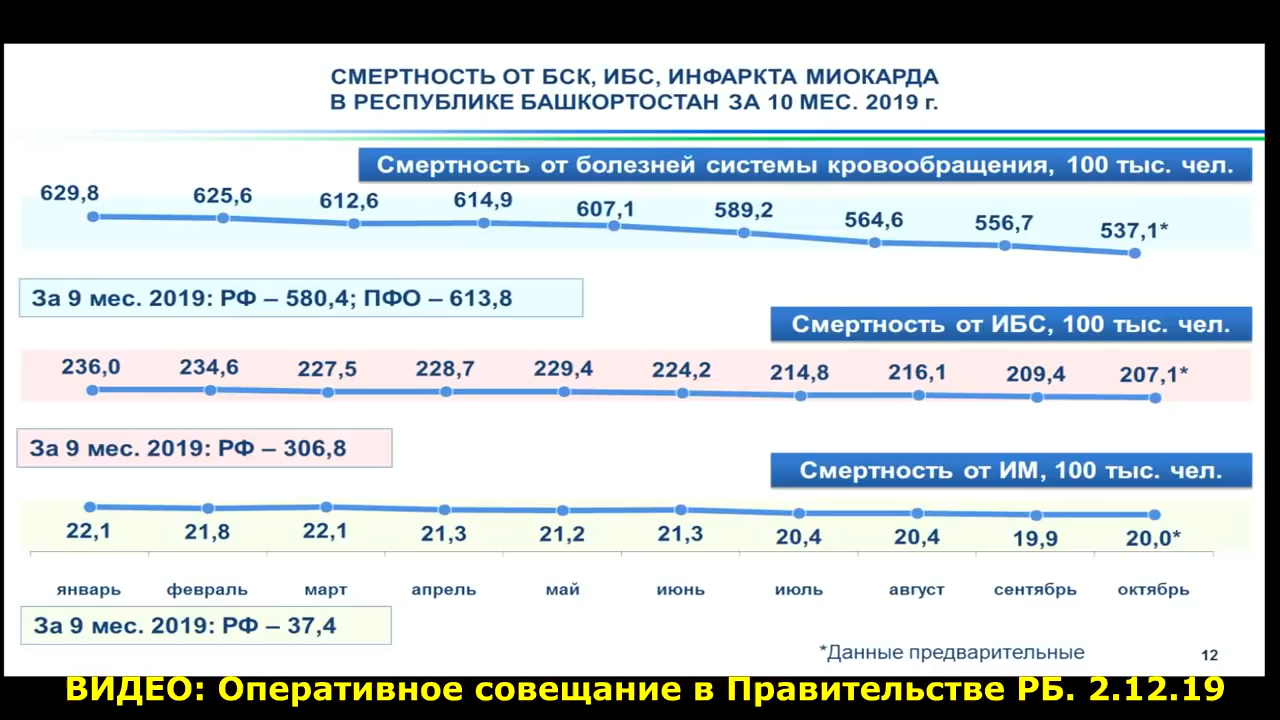 СМЕРТНОСТЬ ОТ БСК, ИБС, ИНФАРКТА МИОКАРДА
В РЕСПУБЛИКЕ БАШКОРТОСТАН ЗА 10 МЕС. 2019 г.
Смертность от болезней системы кровообращения, 100 тыс. чел.
629,8 625,6 612,6 614,9 607,1 589,2 564,6 556,7 537,1*
За 9 мес. 2019: РФ – 580,4; ПФО – 613,8
Смертность от ИБС, 100 тыс. чел.
236,0 234,6 227,5 228,7 229,4 224,2 214,8 216,1 209,4 207,1*
За 9 мес. 2019: РФ – 306,8
Смертность от ИМ, 100 тыс. чел.
22,1 21,8 22,1 21,3 21,2 21,3 20,4 20,4 19,9 20,0*
январь февраль март апрель май июнь июль август сентябрь октябрь
За 9 мес. 2019: РФ – 37,4
*Данные предварительные
12
ВИДЕО: Оперативное совещание в Правительстве РБ. 2.12.19